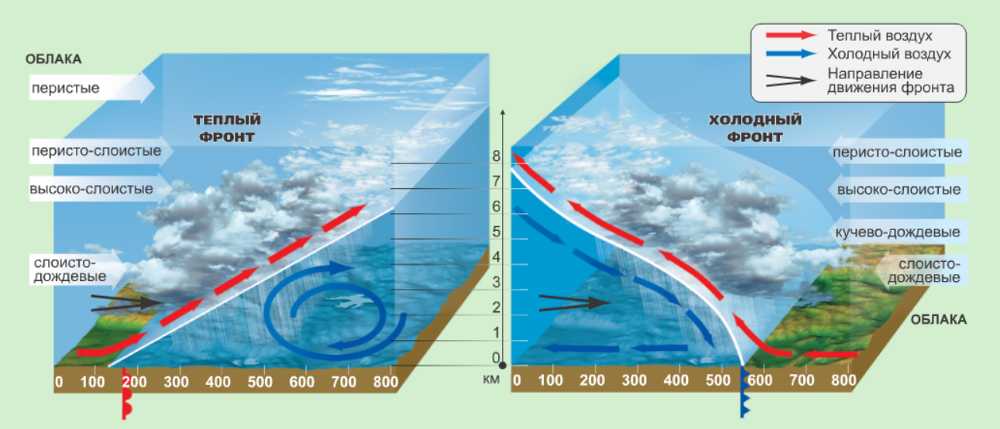 ОБЛАКА
перистые
перисто-слоистые
высоко-слоистые
слоисто-
дождевые
ТЕПЛЫЙ
ФРОНТ
0 100 200 300 400 500 600 700 800
8
7
6
5
4
3
2
1
0
км
Теплый воздух
Холодный воздух
Направление
движения фронта
ХОЛОДНЫЙ
ФРОНТ
перисто-слоистые
высоко-слоистые
кучево-дождевые
слоисто-
дождевые
ОБЛАКА
0 100 200 300 400 500 600 700 800